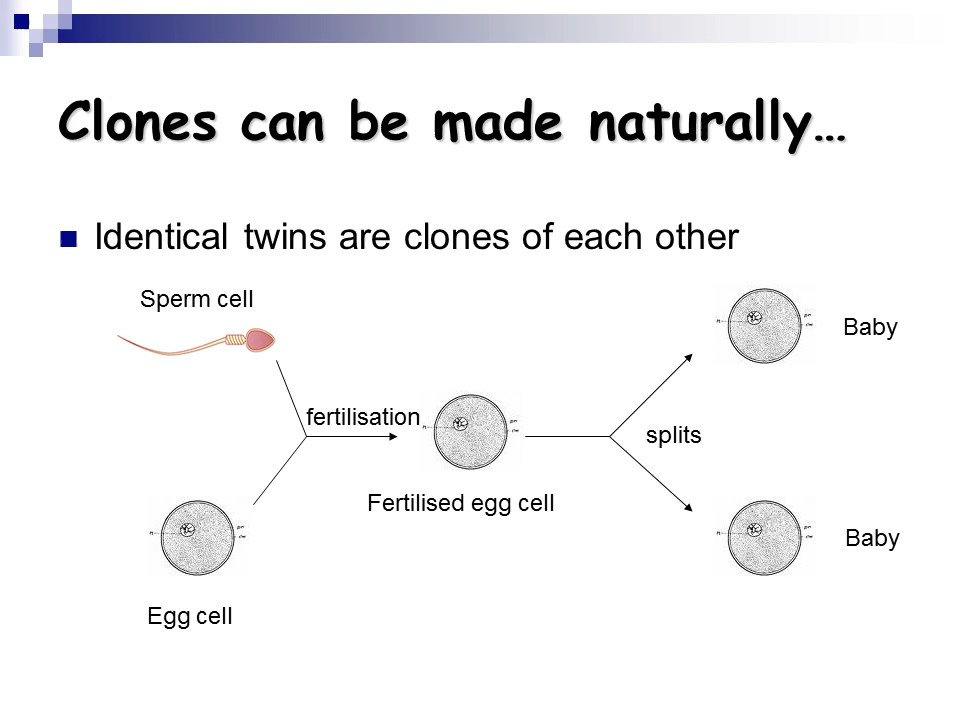 Clones can be made naturally…
Identical twins are clones of each other
Sperm cell
Baby
fertilisation
splits
Fertilised egg cell
Baby
Egg cell